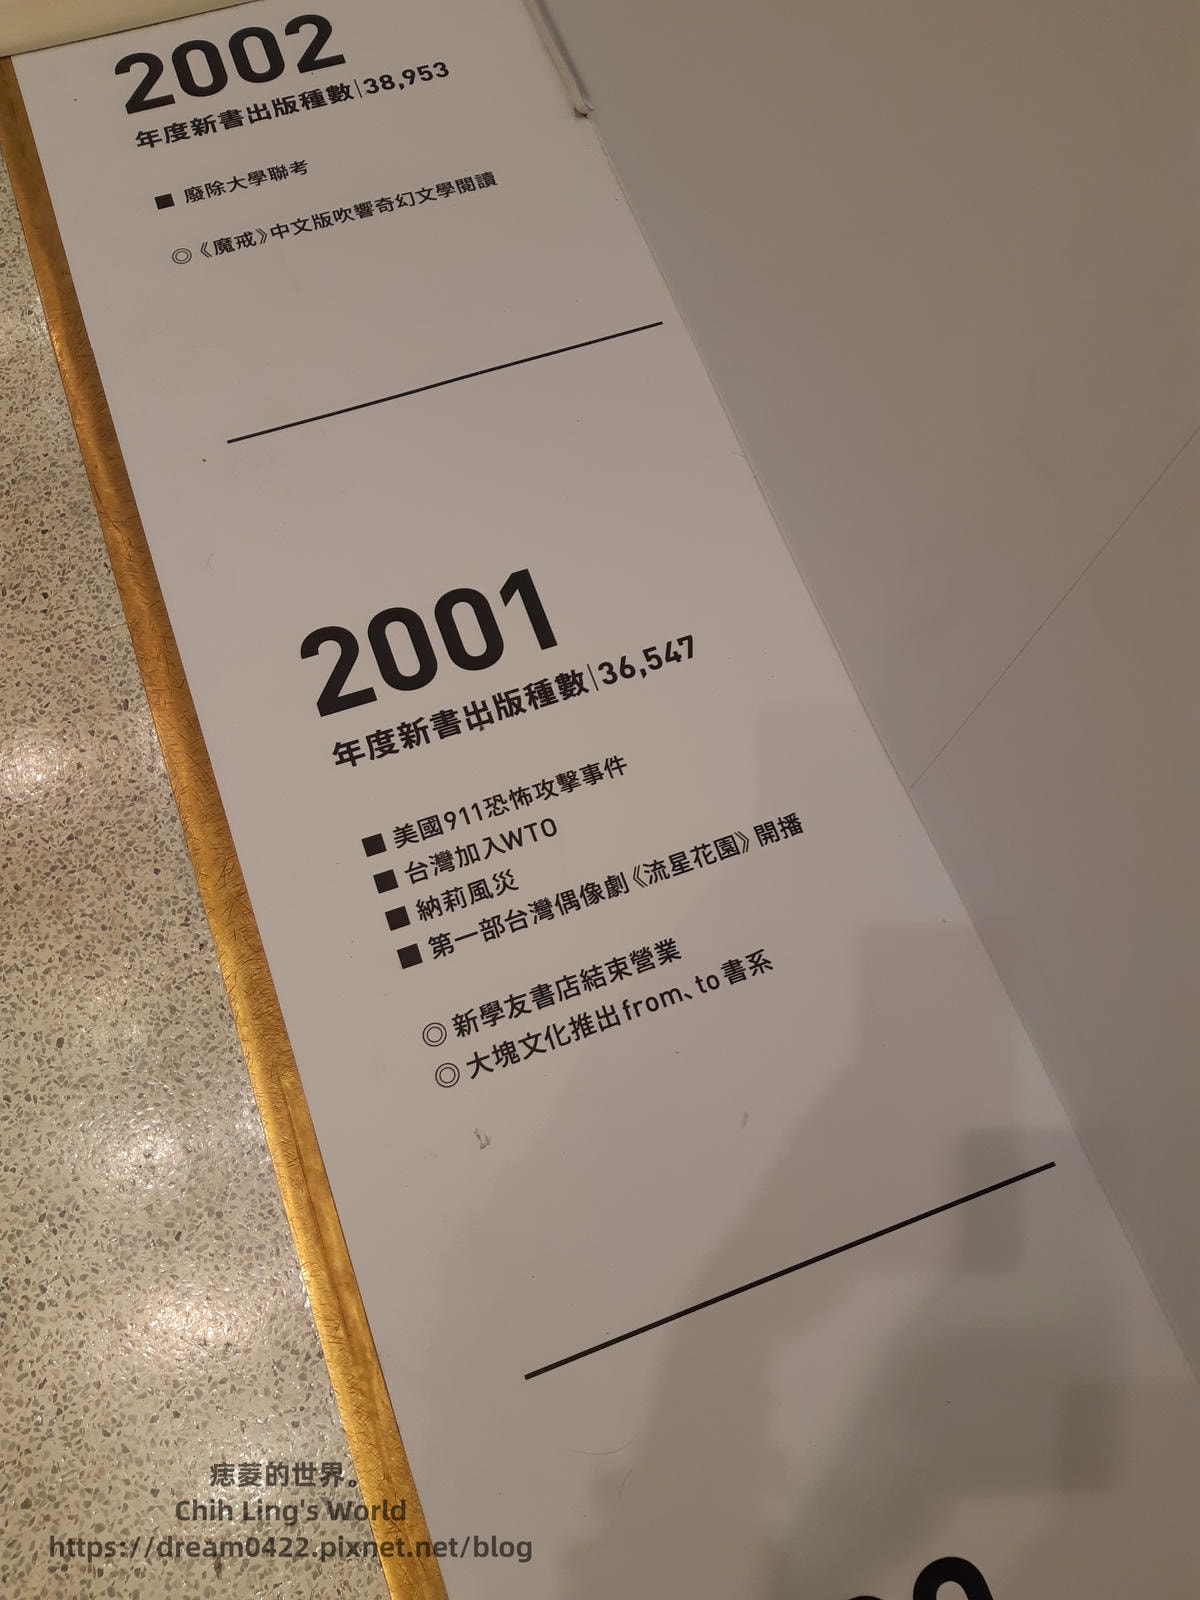 2002
年度新書出版種數|38,953
■ 廢除大學聯考
◎《魔戒》中文版吹響奇幻文學閱讀
2001
年度新書出版種數|36,547
■ 美國911恐怖攻擊事件
■ 台灣加入WTO
■ 納莉風災
■ 第一部台灣偶像劇《流星花園》開播
◎ 新學友書店結束營業
◎ 大塊文化推出from、to書系
痣菱的世界。
Chih Ling's World
https://dream0422.pixnet.net/blog